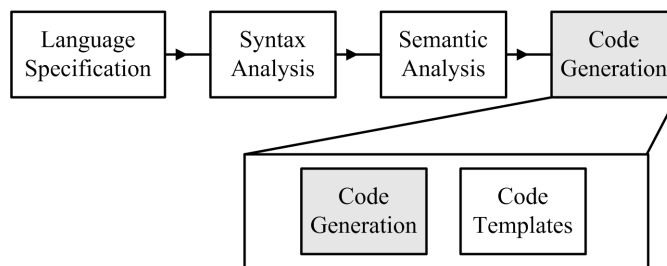 Language
Specification
Syntax
Analysis
Semantic
Analysis
Code
Generation
Code
Generation
Code
Templates